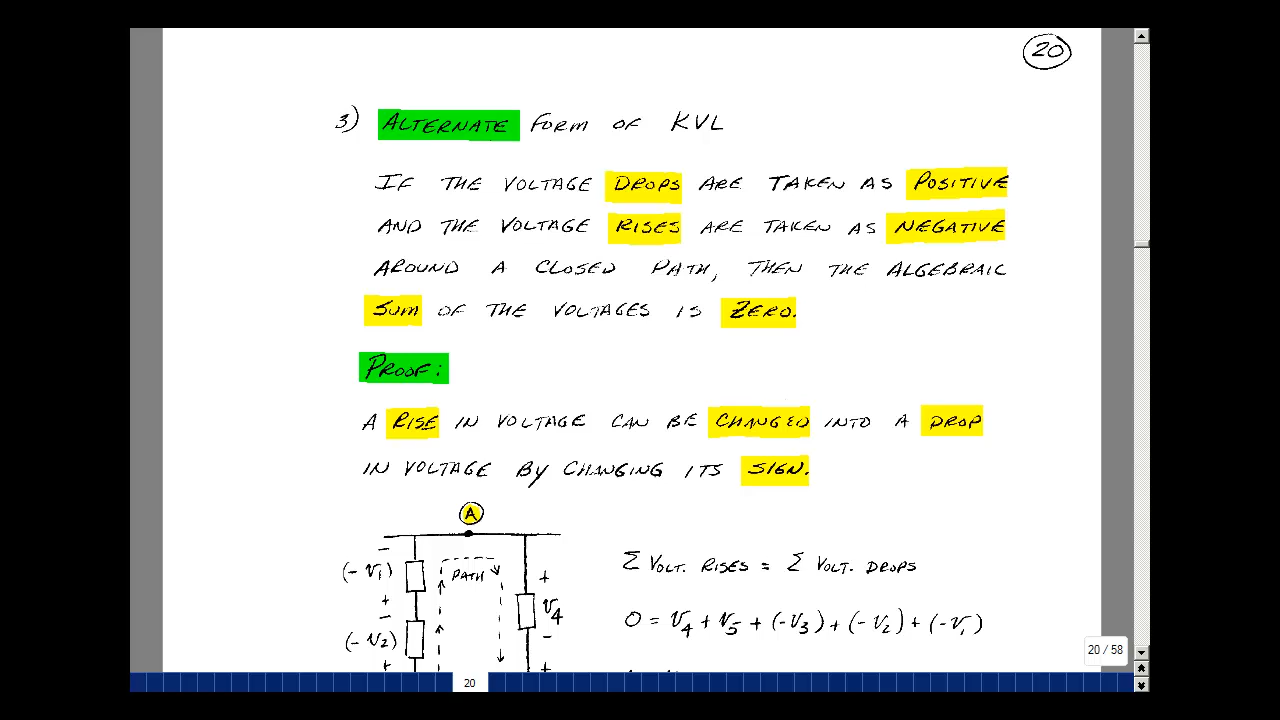 20
3) ALTERNATE FORM OF KVL
IF THE VOLTAGE DROPS ARE TAKEN AS POSITIVE
AND THE VOLTAGE RISES ARE TAKEN AS NEGATIVE
AROUND A CLOSED PATH, THEN THE ALGEBRAIC
SUM OF THE VOLTAGES IS ZERO.
PROOF:
A RISE IN VOLTAGE CAN BE CHANGED INTO A DROP
IN VOLTAGE BY CHANGING ITS SIGN.
A
−
(−V1)
+
PATH
+
V4
−
−
(−V2)
+
+
Σ VOLT. RISES = Σ VOLT. DROPS
0 = V4 + V5 + (−V3) + (−V2) + (−V1)
20 / 58
20